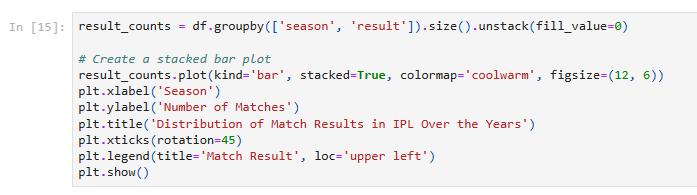 In [15]: result_counts = df.groupby(['season', 'result']).size().unstack(fill_value=0)
# Create a stacked bar plot
result_counts.plot(kind='bar', stacked=True, colormap='coolwarm', figsize=(12, 6))
plt.xlabel('Season')
plt.ylabel('Number of Matches')
plt.title('Distribution of Match Results in IPL Over the Years')
plt.xticks(rotation=45)
plt.legend(title='Match Result', loc='upper left')
plt.show()